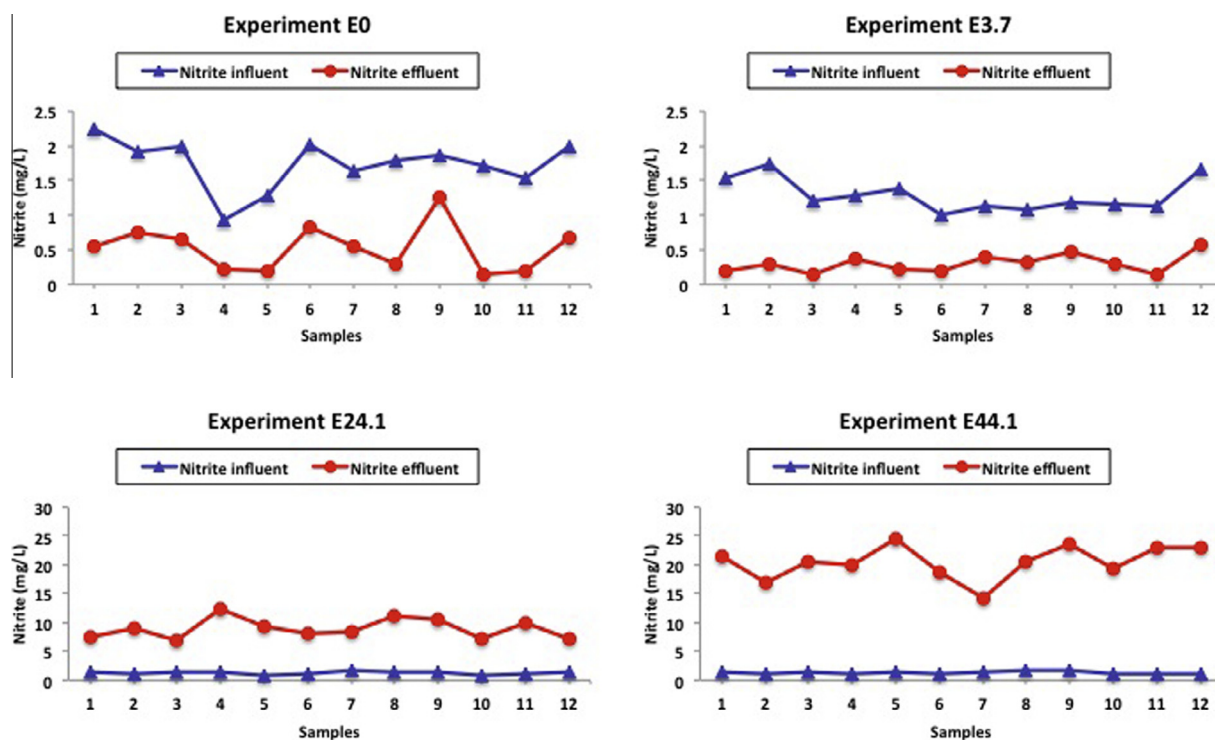 Experiment E0
Nitrite influent Nitrite effluent
2.5
2
1.5
1
0.5
0
Nitrite (mg/L)
1 2 3 4 5 6 7 8 9 10 11 12
Samples
Experiment E3.7
Nitrite influent Nitrite effluent
2.5
2
1.5
1
0.5
0
Nitrite (mg/L)
1 2 3 4 5 6 7 8 9 10 11 12
Samples
Experiment E24.1
Nitrite influent Nitrite effluent
30
25
20
15
10
5
0
Nitrite (mg/L)
1 2 3 4 5 6 7 8 9 10 11 12
Samples
Experiment E44.1
Nitrite influent Nitrite effluent
30
25
20
15
10
5
0
Nitrite (mg/L)
1 2 3 4 5 6 7 8 9 10 11 12
Samples